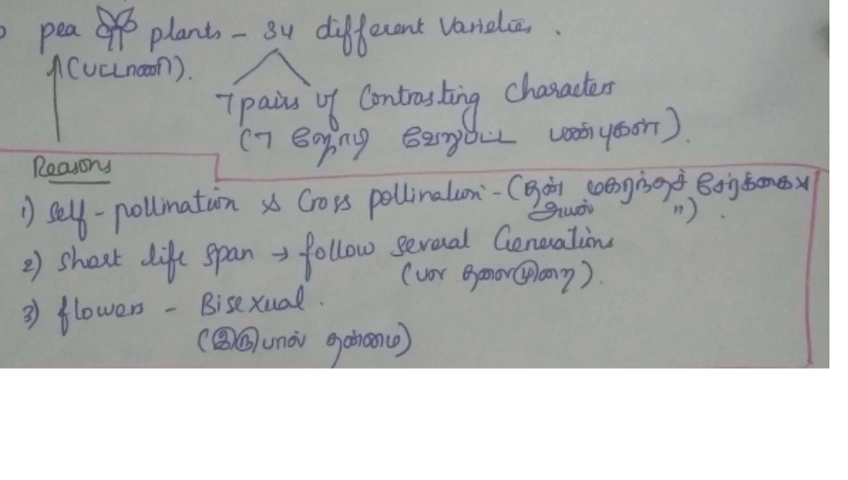 pea plants - 34 different Varieties .
(பட்டாணி).
7 pairs of Contrasting Characters
(7 ஜோடி வேறுபட்ட பண்புகள்).
Reasons
1) Self-pollination & Cross pollination - (தன் மகரந்தச் சேர்க்கை &
அயல் ").
2) Short life span → follow several Generations
(பல தலைமுறை).
3) flowers - Bisexual.
(இருபால் தன்மை)